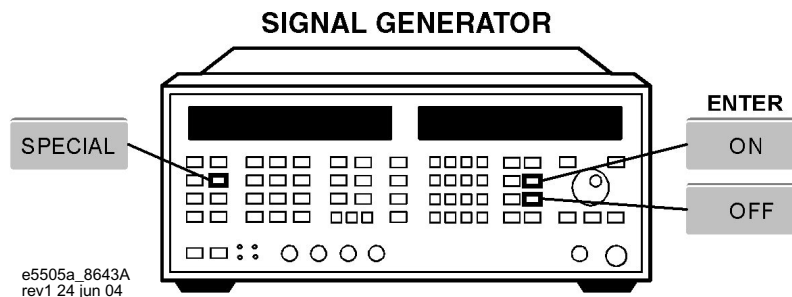 SIGNAL GENERATOR
ENTER
SPECIAL
ON
OFF
e5505a_8643A
rev1 24 jun 04